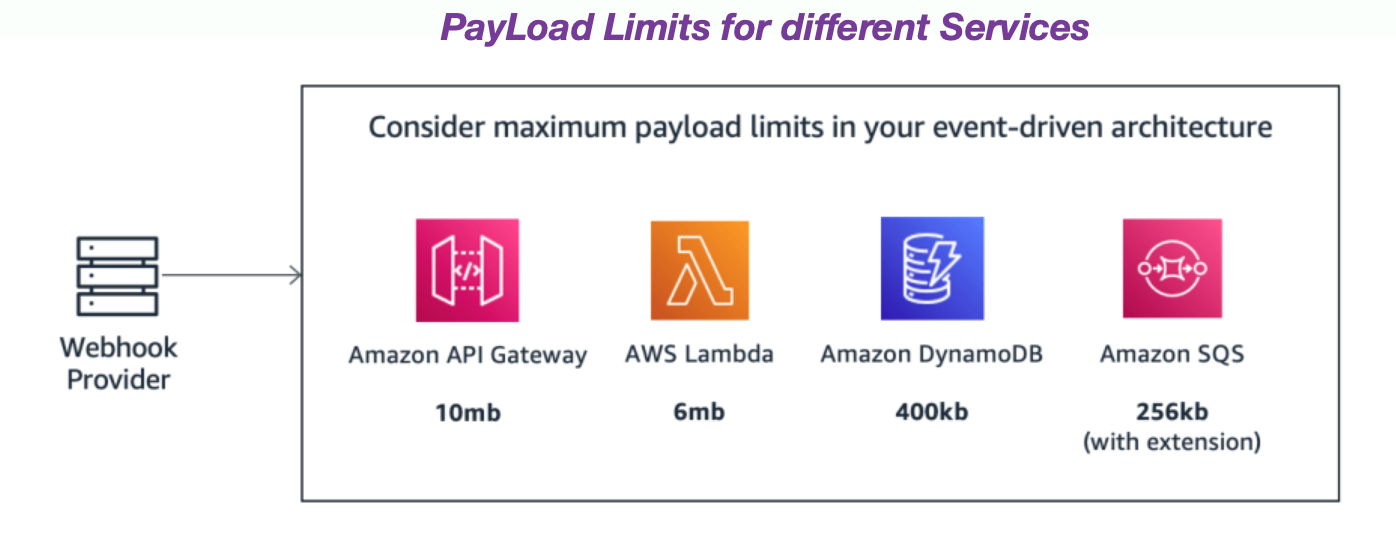 PayLoad Limits for different Services
Consider maximum payload limits in your event-driven architecture
</>
Webhook
Provider
Amazon API Gateway
AWS Lambda
Amazon DynamoDB
Amazon SQS
10mb
6mb
400kb
256kb
(with extension)